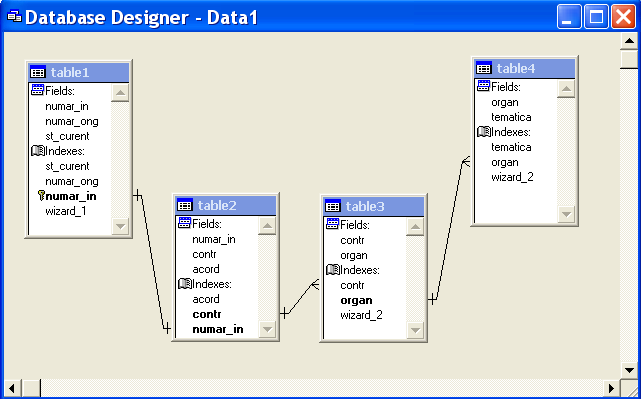 Database Designer - Data1
table1
Fields:
numar_in
numar_ong
st_curent
Indexes:
st_curent
numar_ong
numar_in
wizard_1
table2
Fields:
numar_in
contr
acord
Indexes:
acord
contr
numar_in
table3
Fields:
contr
organ
Indexes:
contr
organ
wizard_2
table4
Fields:
organ
tematica
Indexes:
tematica
organ
wizard_2